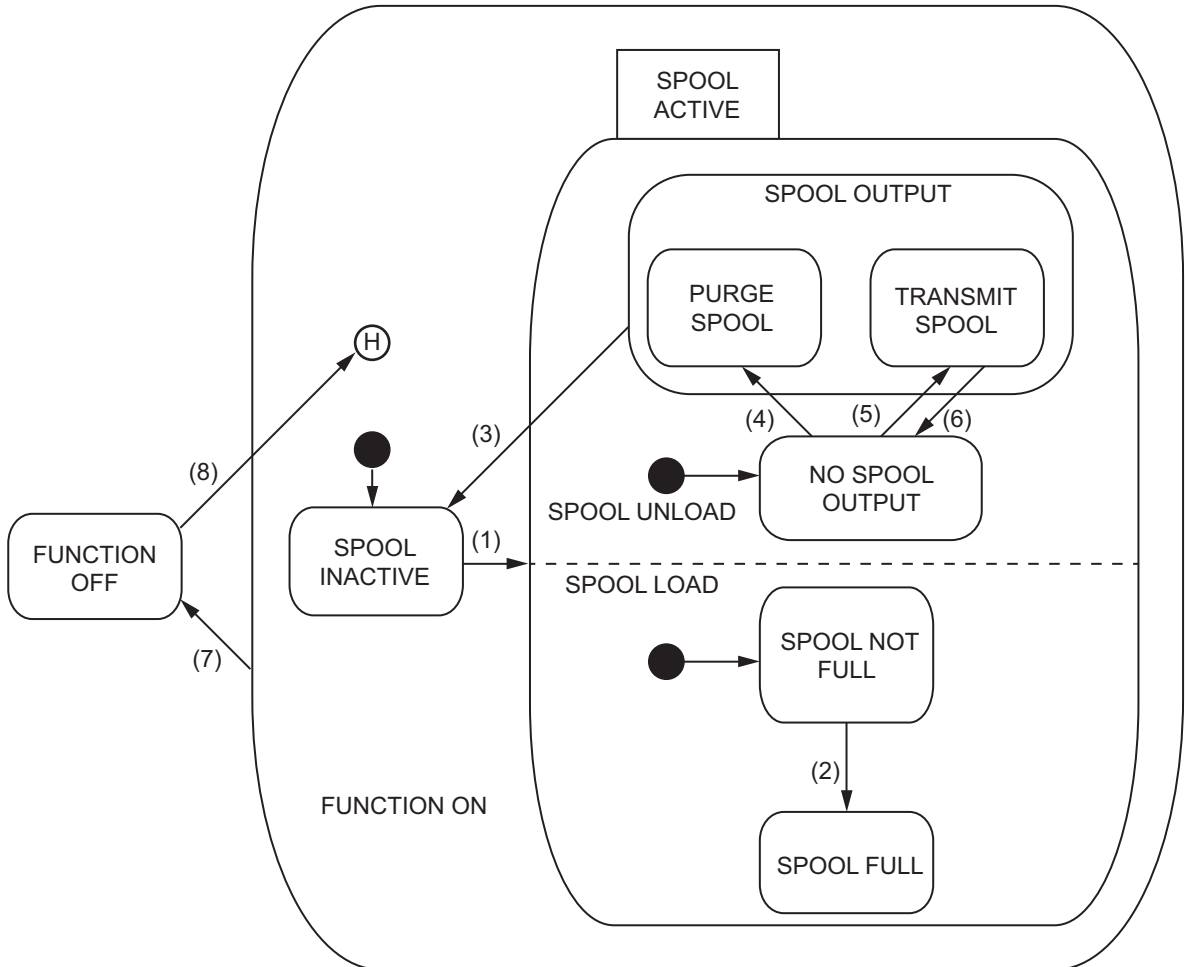 SPOOL
ACTIVE
SPOOL OUTPUT
PURGE
SPOOL
TRANSMIT
SPOOL
H
(4)
(5)
(6)
(3)
(8)
NO SPOOL
OUTPUT
SPOOL UNLOAD
FUNCTION
OFF
SPOOL
INACTIVE
(1)
SPOOL LOAD
SPOOL NOT
FULL
(7)
(2)
FUNCTION ON
SPOOL FULL